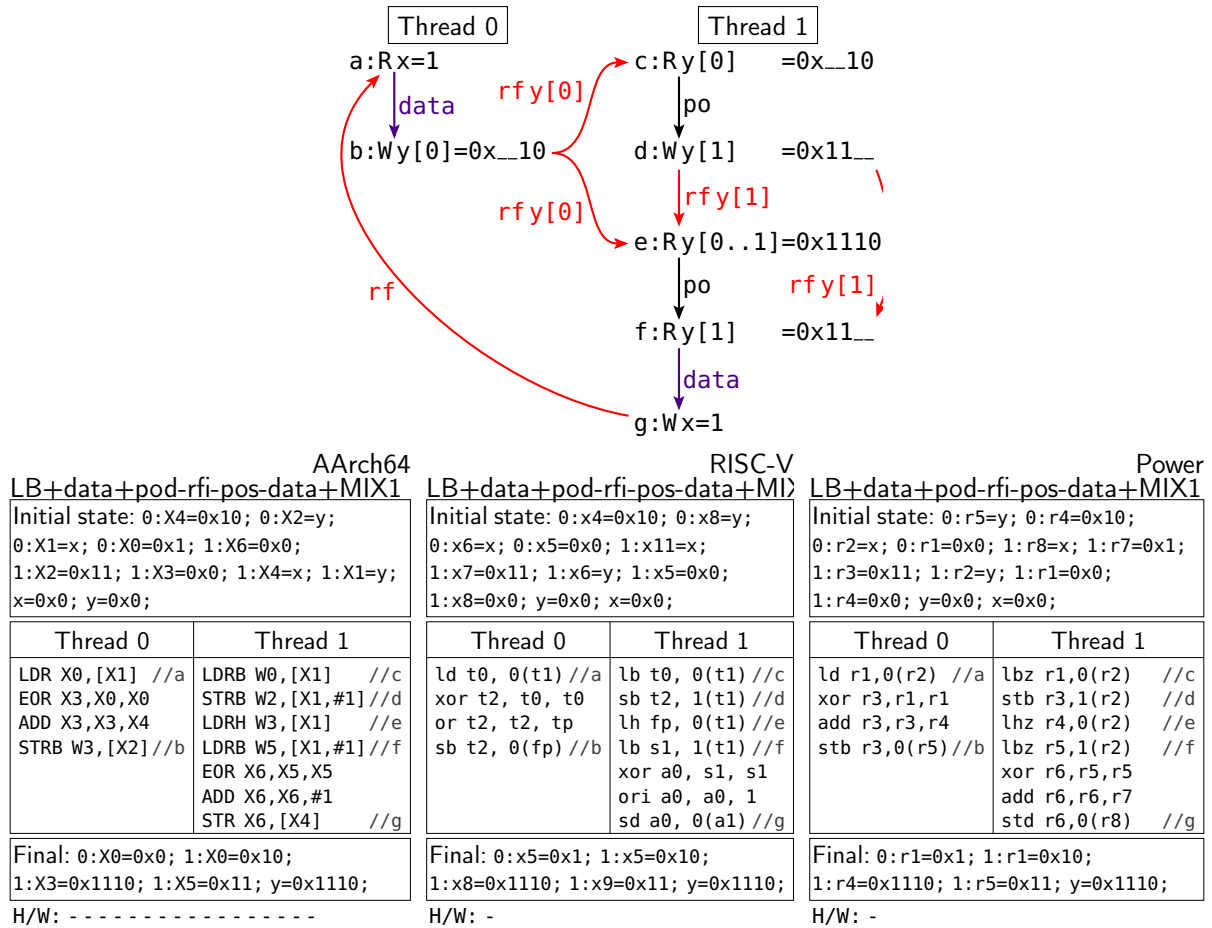 Thread 0 Thread 1
a:Rx=1 c:Ry[0] =0x__10
rfy[0]
data po
b:Wy[0]=0x__10 d:Wy[1] =0x11__
rfy[0] rfy[1]
e:Ry[0..1]=0x1110
rf po rfy[1]
f:Ry[1] =0x11__
data
g:Wx=1
AArch64
LB+data+pod-rfi-pos-data+MIX1
Initial state: 0:X4=0x10; 0:X2=y;
0:X1=x; 0:X0=0x1; 1:X6=0x0;
1:X2=0x11; 1:X3=0x0; 1:X4=x; 1:X1=y;
x=0x0; y=0x0;
Thread 0 Thread 1
LDR X0,[X1] //a LDRB W0,[X1] //c
EOR X3,X0,X0 STRB W2,[X1,#1]//d
ADD X3,X3,X4 LDRH W3,[X1] //e
STRB W3,[X2]//b LDRB W5,[X1,#1]//f
EOR X6,X5,X5
ADD X6,X6,#1
STR X6,[X4] //g
Final: 0:X0=0x0; 1:X0=0x10;
1:X3=0x1110; 1:X5=0x11; y=0x1110;
H/W: - - - - - - - - - - - - - - - - -
RISC-V
LB+data+pod-rfi-pos-data+MIX
Initial state: 0:x4=0x10; 0:x8=y;
0:x6=x; 0:x5=0x0; 1:x11=x;
1:x7=0x11; 1:x6=y; 1:x5=0x0;
1:x8=0x0; y=0x0; x=0x0;
Thread 0 Thread 1
ld t0, 0(t1)//a lb t0, 0(t1)//c
xor t2, t0, t0 sb t2, 1(t1)//d
or t2, t2, tp lh fp, 0(t1)//e
sb t2, 0(fp)//b lb s1, 1(t1)//f
xor a0, s1, s1
ori a0, a0, 1
sd a0, 0(a1)//g
Final: 0:x5=0x1; 1:x5=0x10;
1:x8=0x1110; 1:x9=0x11; y=0x1110;
H/W: -
Power
LB+data+pod-rfi-pos-data+MIX1
Initial state: 0:r5=y; 0:r4=0x10;
0:r2=x; 0:r1=0x0; 1:r8=x; 1:r7=0x1;
1:r3=0x11; 1:r2=y; 1:r1=0x0;
1:r4=0x0; y=0x0; x=0x0;
Thread 0 Thread 1
ld r1,0(r2) //a lbz r1,0(r2) //c
xor r3,r1,r1 stb r3,1(r2) //d
add r3,r3,r4 lhz r4,0(r2) //e
stb r3,0(r5)//b lbz r5,1(r2) //f
xor r6,r5,r5
add r6,r6,r7
std r6,0(r8) //g
Final: 0:r1=0x1; 1:r1=0x10;
1:r4=0x1110; 1:r5=0x11; y=0x1110;
H/W: -